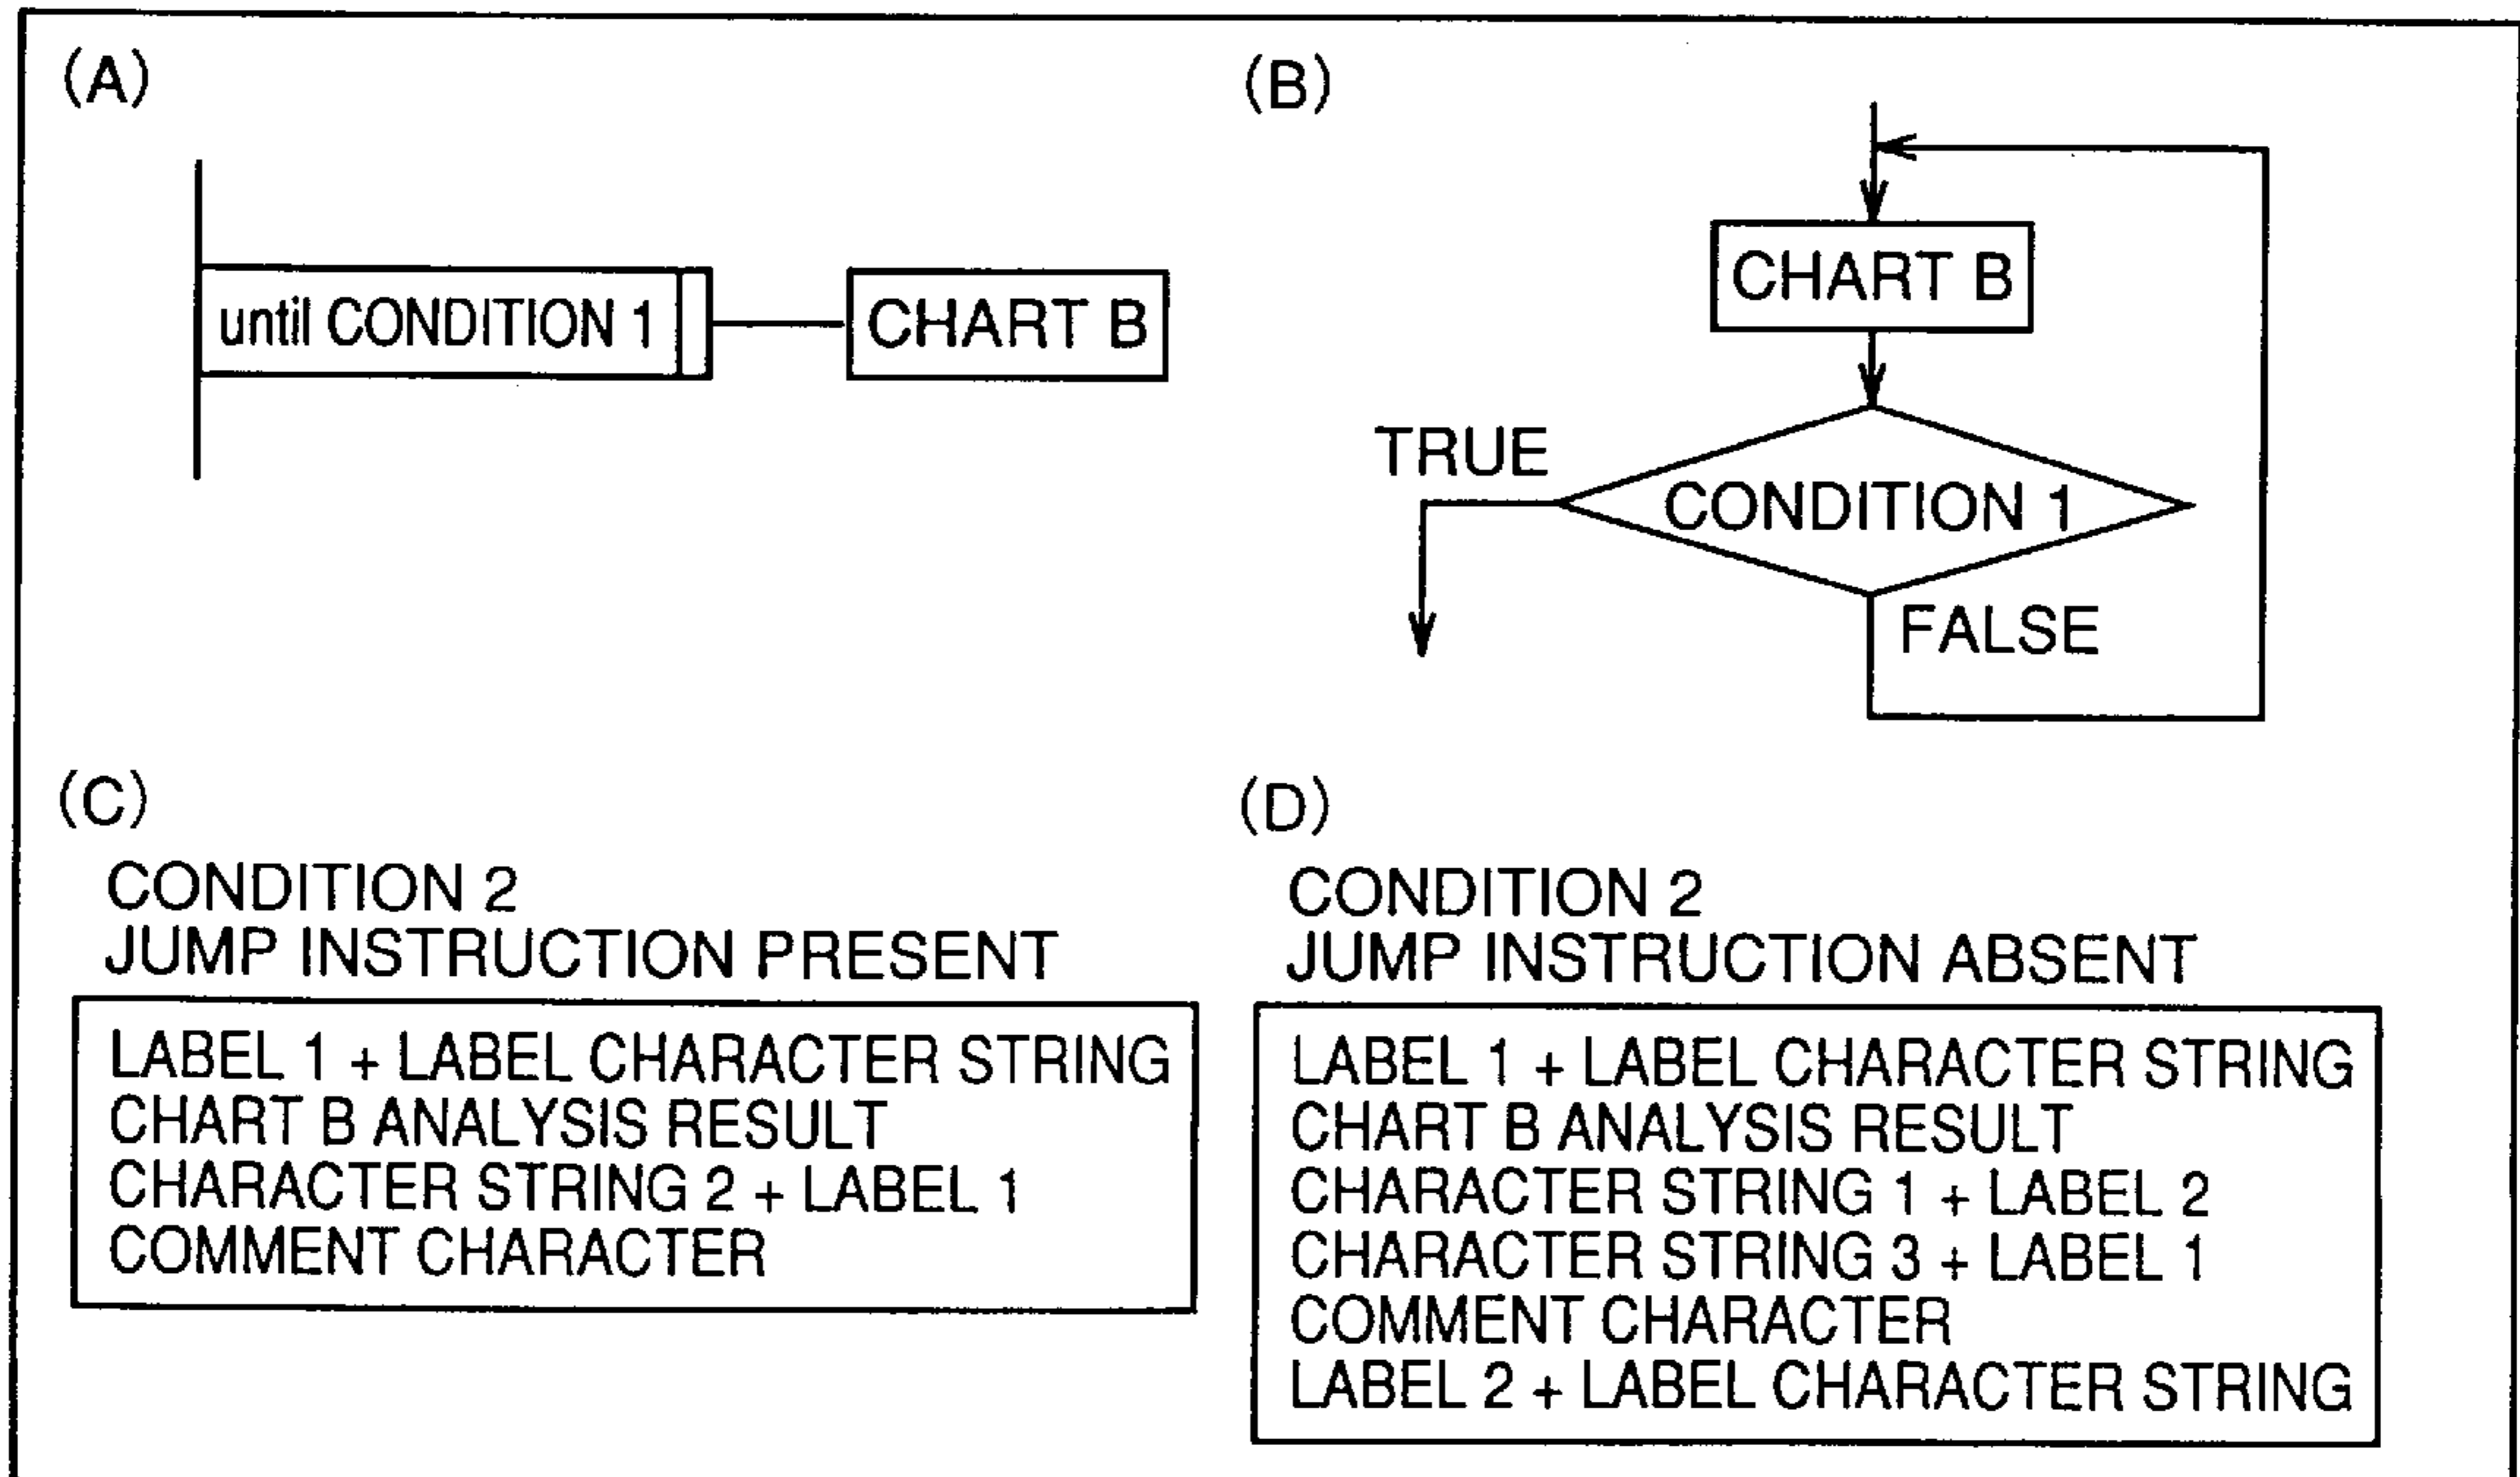 (A)
until CONDITION 1
CHART B
(B)
CHART B
TRUE
CONDITION 1
FALSE
(C)
CONDITION 2
JUMP INSTRUCTION PRESENT
LABEL 1 + LABEL CHARACTER STRING
CHART B ANALYSIS RESULT
CHARACTER STRING 2 + LABEL 1
COMMENT CHARACTER
(D)
CONDITION 2
JUMP INSTRUCTION ABSENT
LABEL 1 + LABEL CHARACTER STRING
CHART B ANALYSIS RESULT
CHARACTER STRING 1 + LABEL 2
CHARACTER STRING 3 + LABEL 1
COMMENT CHARACTER
LABEL 2 + LABEL CHARACTER STRING